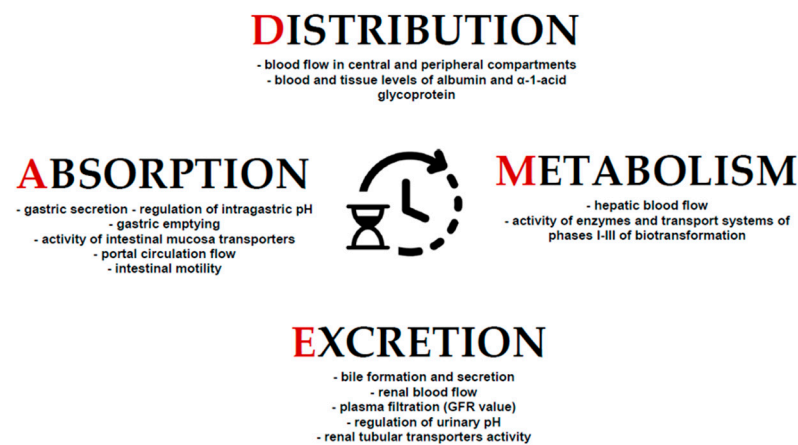 DISTRIBUTION
- blood flow in central and peripheral compartments
- blood and tissue levels of albumin and α-1-acid
glycoprotein
ABSORPTION
- gastric secretion - regulation of intragastric pH
- gastric emptying
- activity of intestinal mucosa transporters
- portal circulation flow
- intestinal motility
METABOLISM
- hepatic blood flow
- activity of enzymes and transport systems of
phases I-III of biotransformation
EXCRETION
- bile formation and secretion
- renal blood flow
- plasma filtration (GFR value)
- regulation of urinary pH
- renal tubular transporters activity